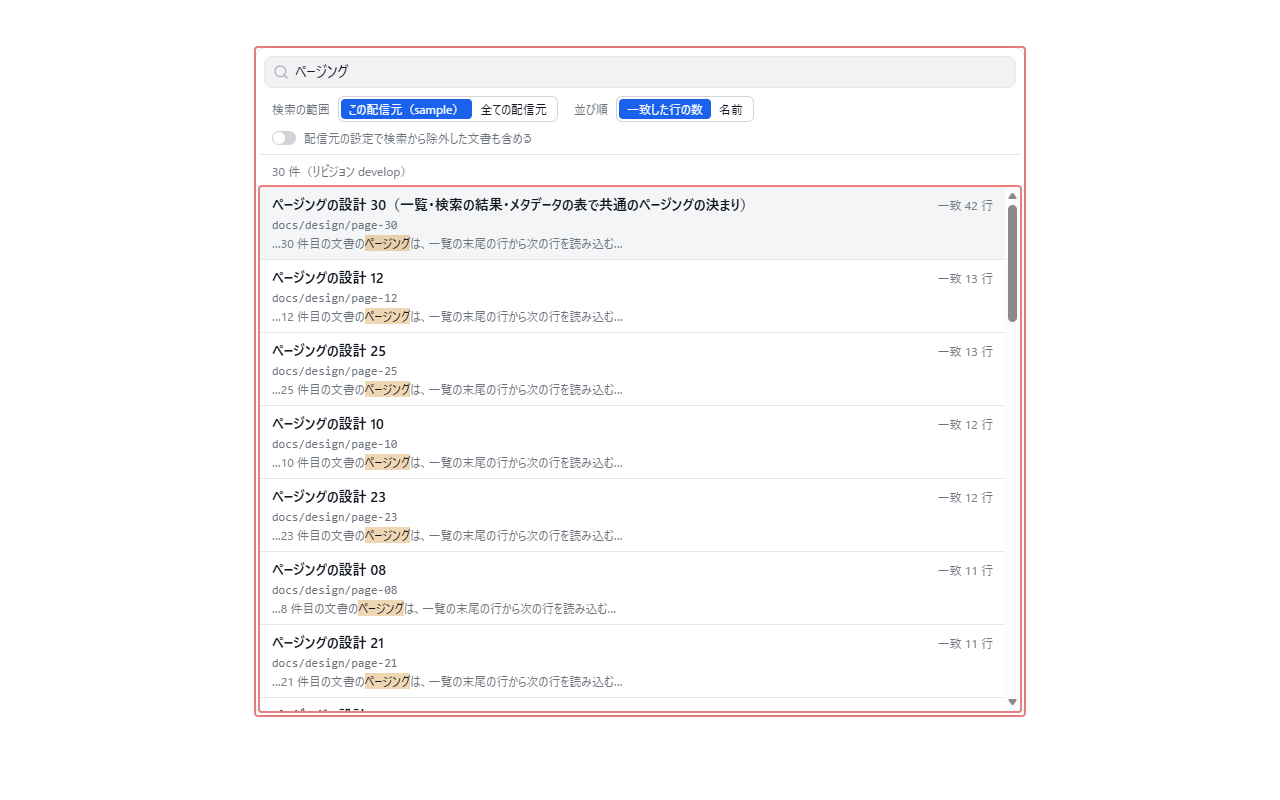 ページング
検索の範囲 この配信元（sample） 全ての配信元 並び順 一致した行の数 名前
配信元の設定で検索から除外した文書も含める
30 件（リビジョン develop）
ページングの設計 30（一覧・検索の結果・メタデータの表で共通のページングの決まり） 一致 42 行
docs/design/page-30
...30 件目の文書のページングは、一覧の末尾の行から次の行を読み込む...
ページングの設計 12 一致 13 行
docs/design/page-12
...12 件目の文書のページングは、一覧の末尾の行から次の行を読み込む...
ページングの設計 25 一致 13 行
docs/design/page-25
...25 件目の文書のページングは、一覧の末尾の行から次の行を読み込む...
ページングの設計 10 一致 12 行
docs/design/page-10
...10 件目の文書のページングは、一覧の末尾の行から次の行を読み込む...
ページングの設計 23 一致 12 行
docs/design/page-23
...23 件目の文書のページングは、一覧の末尾の行から次の行を読み込む...
ページングの設計 08 一致 11 行
docs/design/page-08
...8 件目の文書のページングは、一覧の末尾の行から次の行を読み込む...
ページングの設計 21 一致 11 行
docs/design/page-21
...21 件目の文書のページングは、一覧の末尾の行から次の行を読み込む...